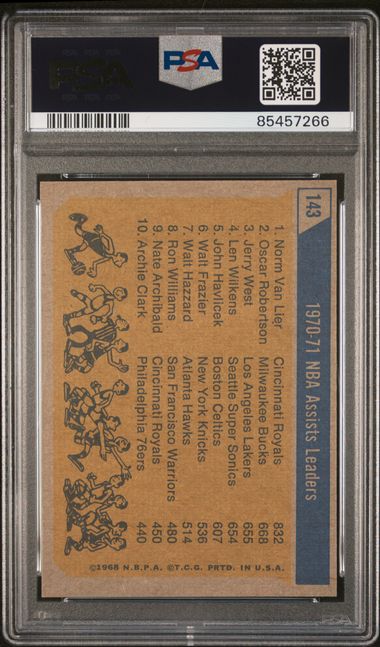 PSA
PSA
85457266
143
1970-71 NBA Assists Leaders
1. Norm Van Lier Cincinnati Royals 832
2. Oscar Robertson Milwaukee Bucks 668
3. Jerry West Los Angeles Lakers 655
4. Len Wilkens Seattle Super Sonics 654
5. John Havlicek Boston Celtics 607
6. Walt Frazier New York Knicks 536
7. Walt Hazzard Atlanta Hawks 514
8. Ron Williams San Francisco Warriors 480
9. Nate Archibald Cincinnati Royals 450
10. Archie Clark Philadelphia 76ers 440
©1968 N.B.P.A. ©T.C.G. PRTD. IN U.S.A.